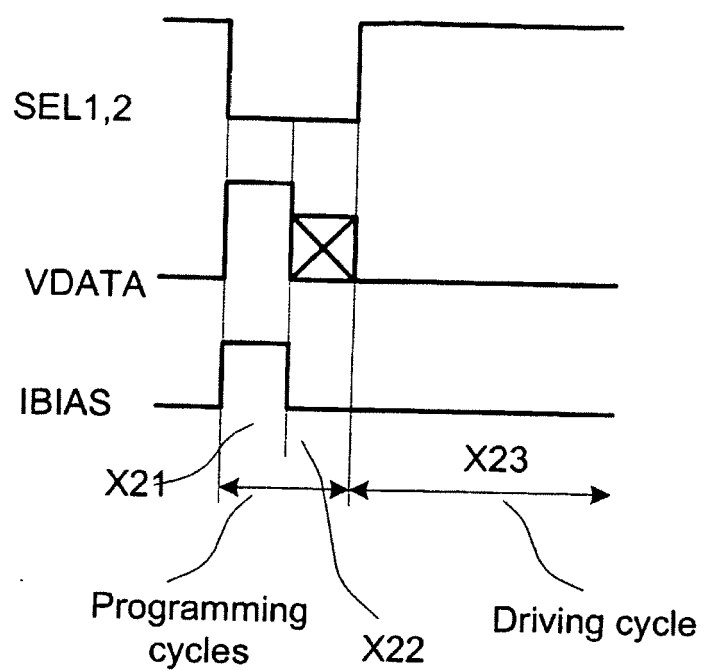 SEL1,2
VDATA
IBIAS
X21
X23
Programming
cycles
X22
Driving cycle